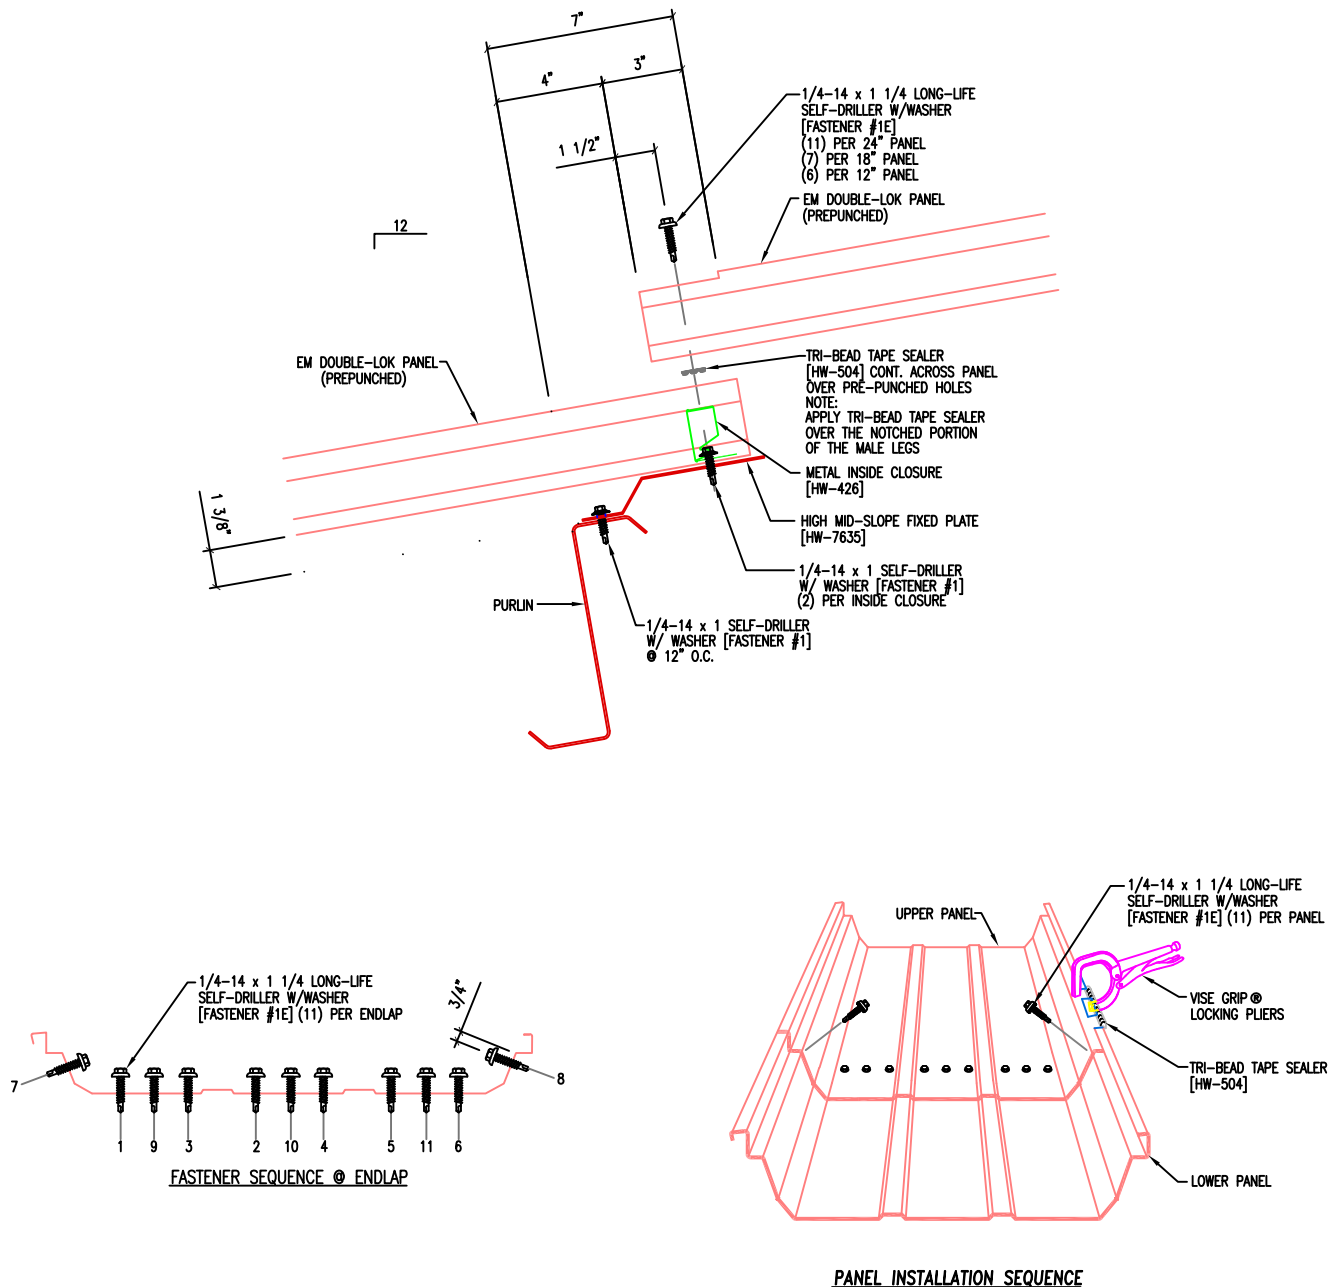 7"
4"
3"
1 1/2"
1/4-14 x 1 1/4 LONG-LIFE
SELF-DRILLER W/WASHER
[FASTENER #1E]
(11) PER 24" PANEL
(7) PER 18" PANEL
(6) PER 12" PANEL
EM DOUBLE-LOK PANEL
(PREPUNCHED)
12
EM DOUBLE-LOK PANEL
(PREPUNCHED)
TRI-BEAD TAPE SEALER
[HW-504] CONT. ACROSS PANEL
OVER PRE-PUNCHED HOLES
NOTE:
APPLY TRI-BEAD TAPE SEALER
OVER THE NOTCHED PORTION
OF THE MALE LEGS
METAL INSIDE CLOSURE
[HW-426]
1 3/8"
HIGH MID-SLOPE FIXED PLATE
[HW-7635]
1/4-14 x 1 SELF-DRILLER
W/ WASHER [FASTENER #1]
(2) PER INSIDE CLOSURE
PURLIN
1/4-14 x 1 SELF-DRILLER
W/ WASHER [FASTENER #1]
@ 12" O.C.
1/4-14 x 1 1/4 LONG-LIFE
SELF-DRILLER W/WASHER
[FASTENER #1E] (11) PER ENDLAP
3/4"
7
8
1
9
3
2
10
4
5
11
6
FASTENER SEQUENCE @ ENDLAP
1/4-14 x 1 1/4 LONG-LIFE
SELF-DRILLER W/WASHER
[FASTENER #1E] (11) PER PANEL
UPPER PANEL
VISE GRIP ®
LOCKING PLIERS
TRI-BEAD TAPE SEALER
[HW-504]
LOWER PANEL
PANEL INSTALLATION SEQUENCE